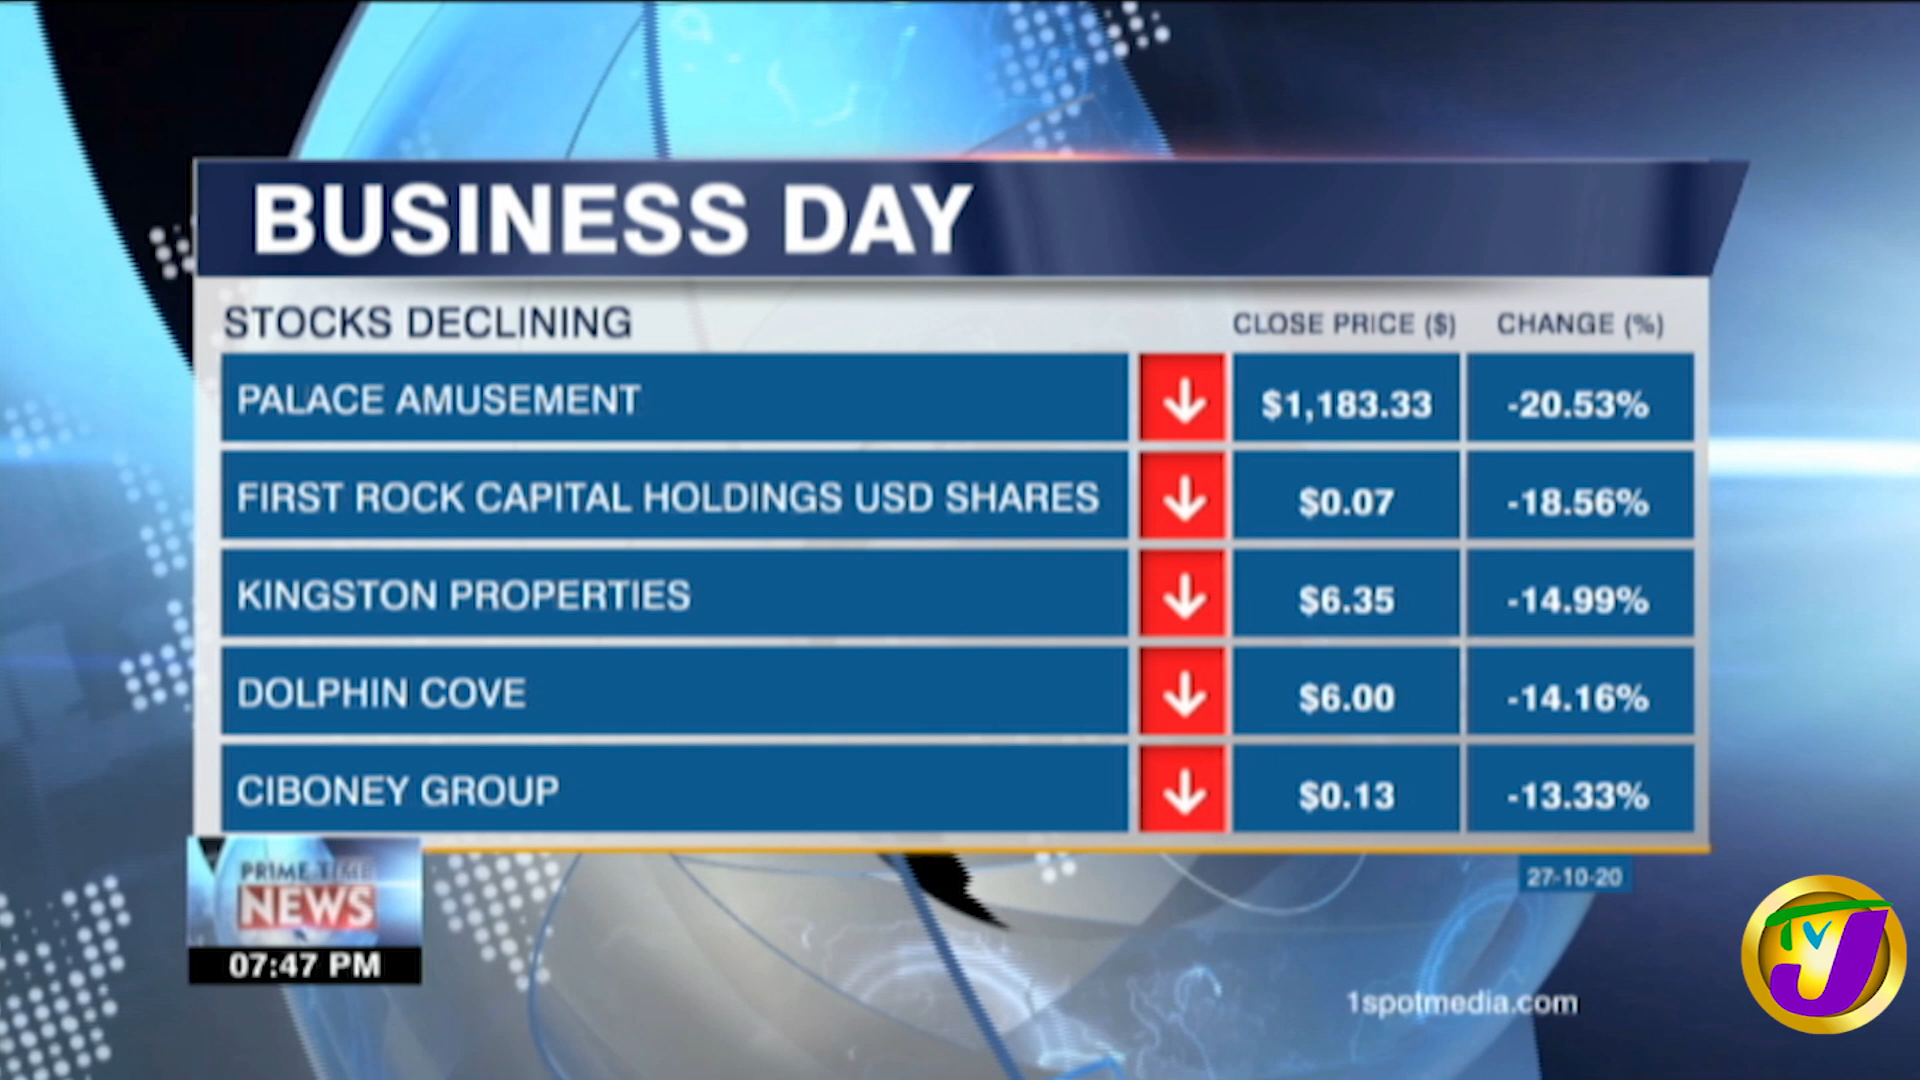 BUSINESS DAY
STOCKS DECLINING CLOSE PRICE ($) CHANGE (%)
PALACE AMUSEMENT $1,183.33 -20.53%
FIRST ROCK CAPITAL HOLDINGS USD SHARES $0.07 -18.56%
KINGSTON PROPERTIES $6.35 -14.99%
DOLPHIN COVE $6.00 -14.16%
CIBONEY GROUP $0.13 -13.33%
PRIME TIME
NEWS
07:47 PM
27-10-20
1spotmedia.com
TVJ